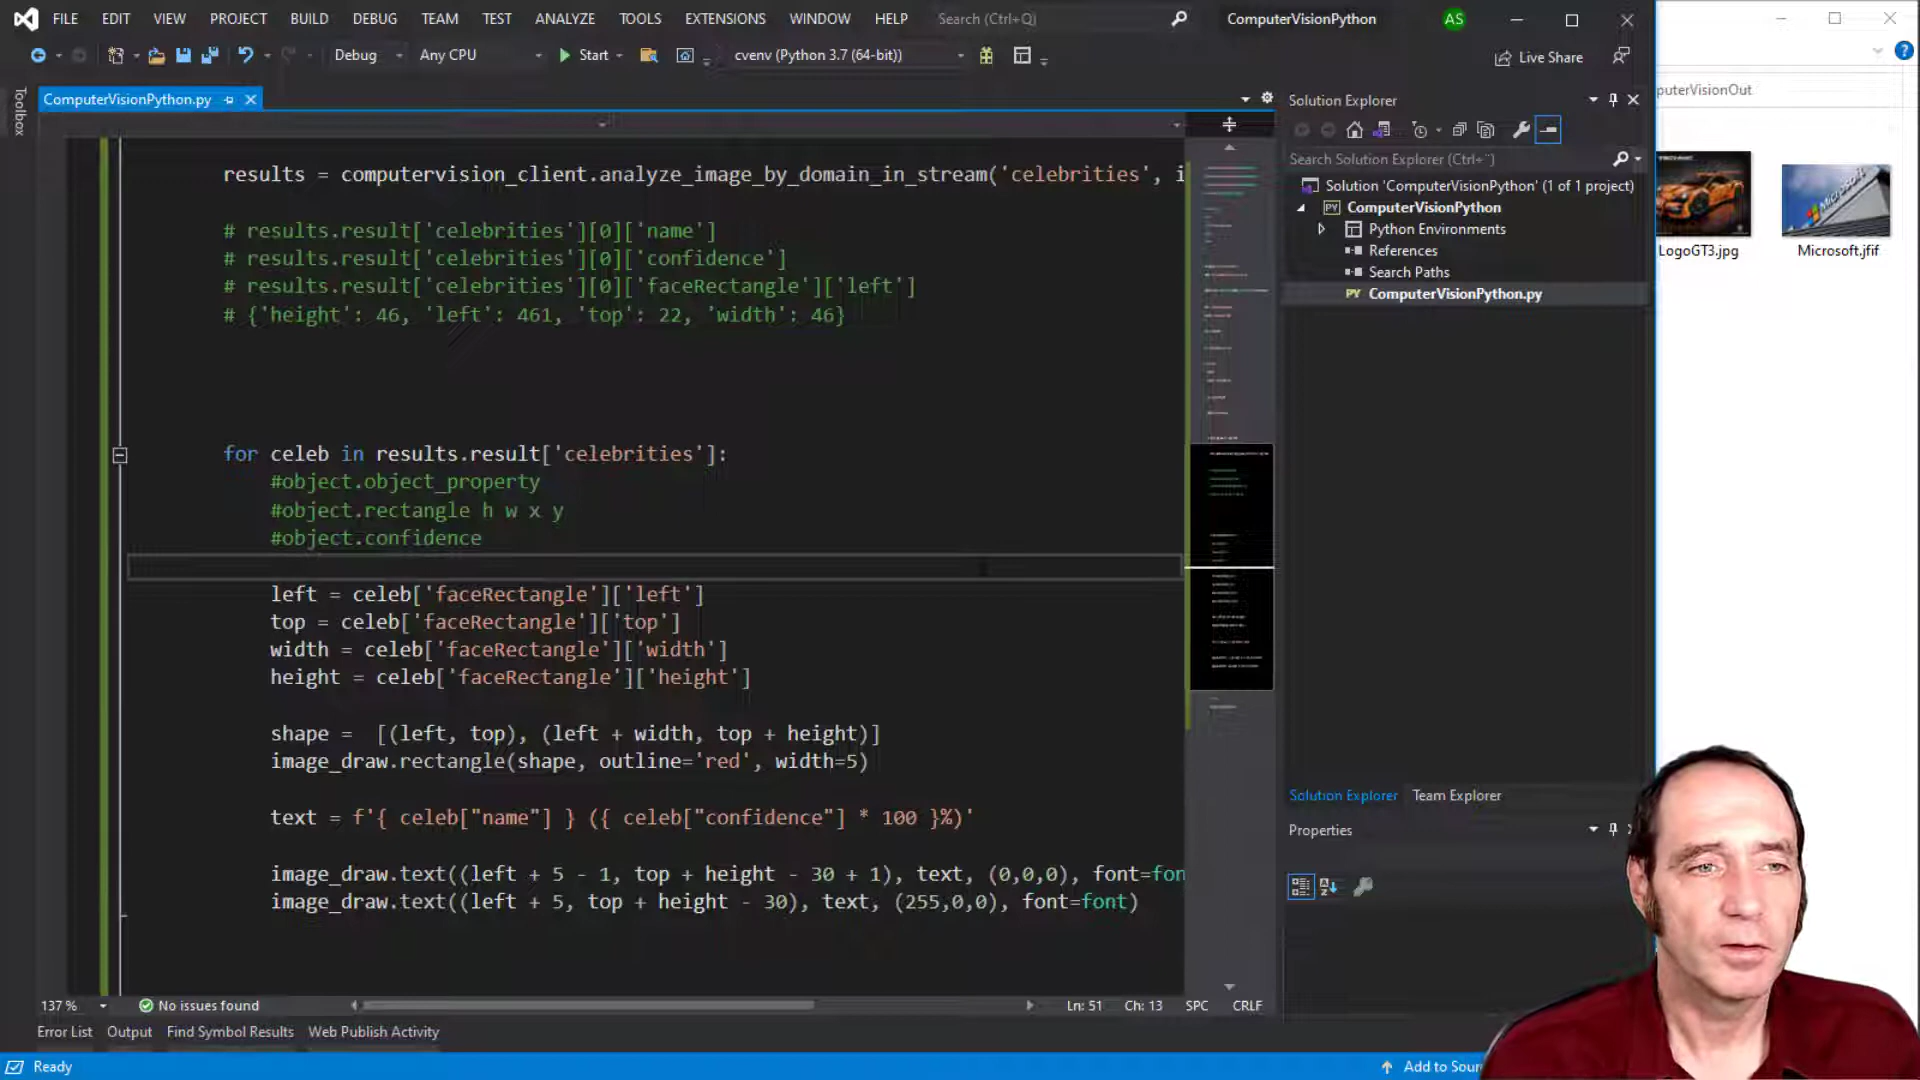 FILE EDIT VIEW PROJECT BUILD DEBUG TEAM TEST ANALYZE TOOLS EXTENSIONS WINDOW HELP Search (Ctrl+Q) ComputerVisionPython AS
Debug Any CPU Start cvenv (Python 3.7 (64-bit)) Live Share
Toolbox
ComputerVisionPython.py
results = computervision_client.analyze_image_by_domain_in_stream('celebrities', i
# results.result['celebrities'][0]['name']
# results.result['celebrities'][0]['confidence']
# results.result['celebrities'][0]['faceRectangle']['left']
# {'height': 46, 'left': 461, 'top': 22, 'width': 46}
for celeb in results.result['celebrities']:
#object.object_property
#object.rectangle h w x y
#object.confidence
left = celeb['faceRectangle']['left']
top = celeb['faceRectangle']['top']
width = celeb['faceRectangle']['width']
height = celeb['faceRectangle']['height']
shape =  [(left, top), (left + width, top + height)]
image_draw.rectangle(shape, outline='red', width=5)
text = f'{ celeb["name"] } ({ celeb["confidence"] * 100 }%)'
image_draw.text((left + 5 - 1, top + height - 30 + 1), text, (0,0,0), font=fon
image_draw.text((left + 5, top + height - 30), text, (255,0,0), font=font)
137 % No issues found Ln: 51 Ch: 13 SPC CRLF
Error List Output Find Symbol Results Web Publish Activity
Ready Add to Sour
Solution Explorer
Search Solution Explorer (Ctrl+¨)
Solution 'ComputerVisionPython' (1 of 1 project)
PY ComputerVisionPython
Python Environments
References
Search Paths
PY ComputerVisionPython.py
Solution Explorer Team Explorer
Properties
puterVisionOut
LogoGT3.jpg Microsoft.jfif
Microsoft